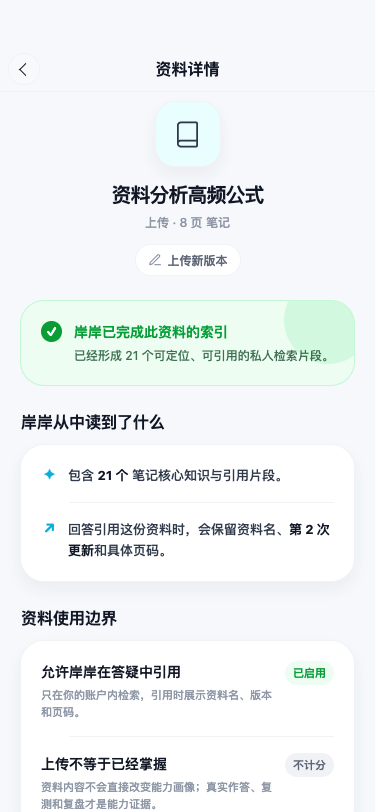 资料详情
资料分析高频公式
上传 · 8 页 笔记
上传新版本
岸岸已完成此资料的索引
已经形成 21 个可定位、可引用的私人检索片段。
岸岸从中读到了什么
包含 21 个 笔记核心知识与引用片段。
回答引用这份资料时，会保留资料名、第 2 次
更新和具体页码。
资料使用边界
允许岸岸在答疑中引用
已启用
只在你的账户内检索，引用时展示资料名、版本
和页码。
上传不等于已经掌握
不计分
资料内容不会直接改变能力画像；真实作答、复
测和复盘才是能力证据。